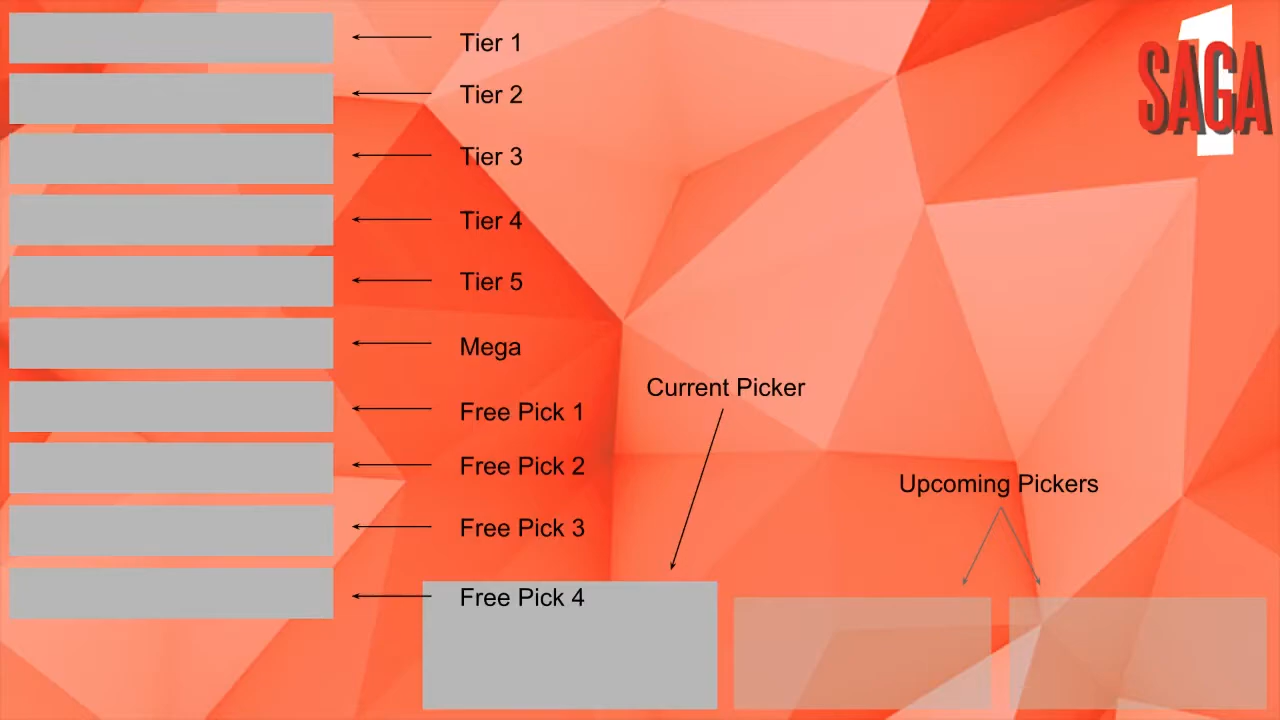 Tier 1
1
SAGA
Tier 2
Tier 3
Tier 4
Tier 5
Mega
Current Picker
Free Pick 1
Free Pick 2
Upcoming Pickers
Free Pick 3
Free Pick 4